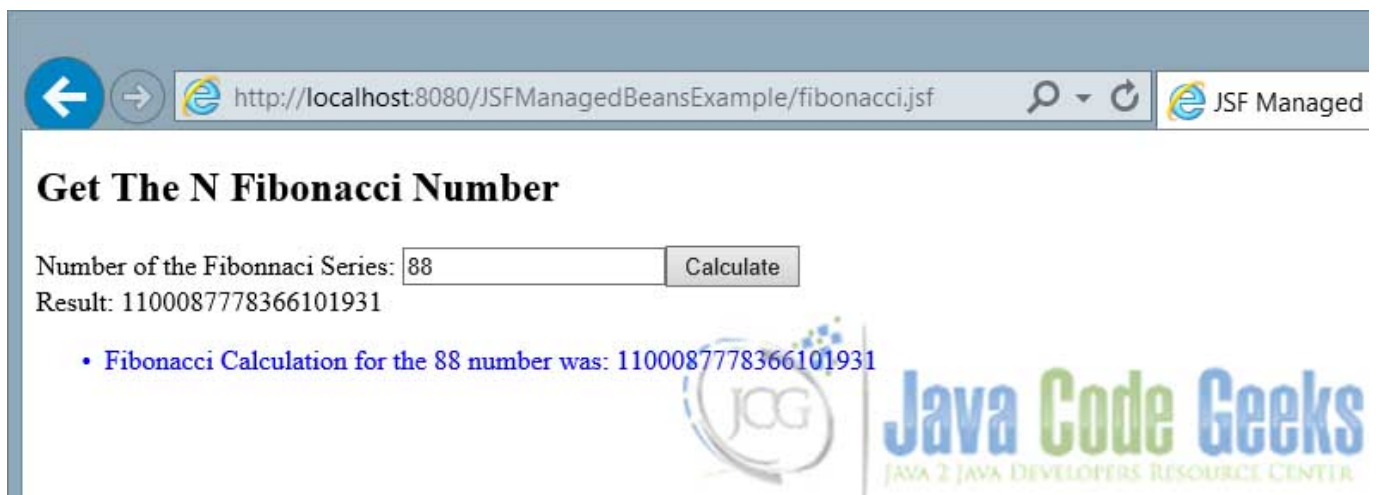 http://localhost:8080/JSFManagedBeansExample/fibonacci.jsf
JSF Managed
Get The N Fibonacci Number
Number of the Fibonnaci Series: 88 Calculate
Result: 1100087778366101931
• Fibonacci Calculation for the 88 number was: 1100087778366101931
JCG
Java Code Geeks
JAVA 2 JAVA DEVELOPERS RESOURCE CENTER